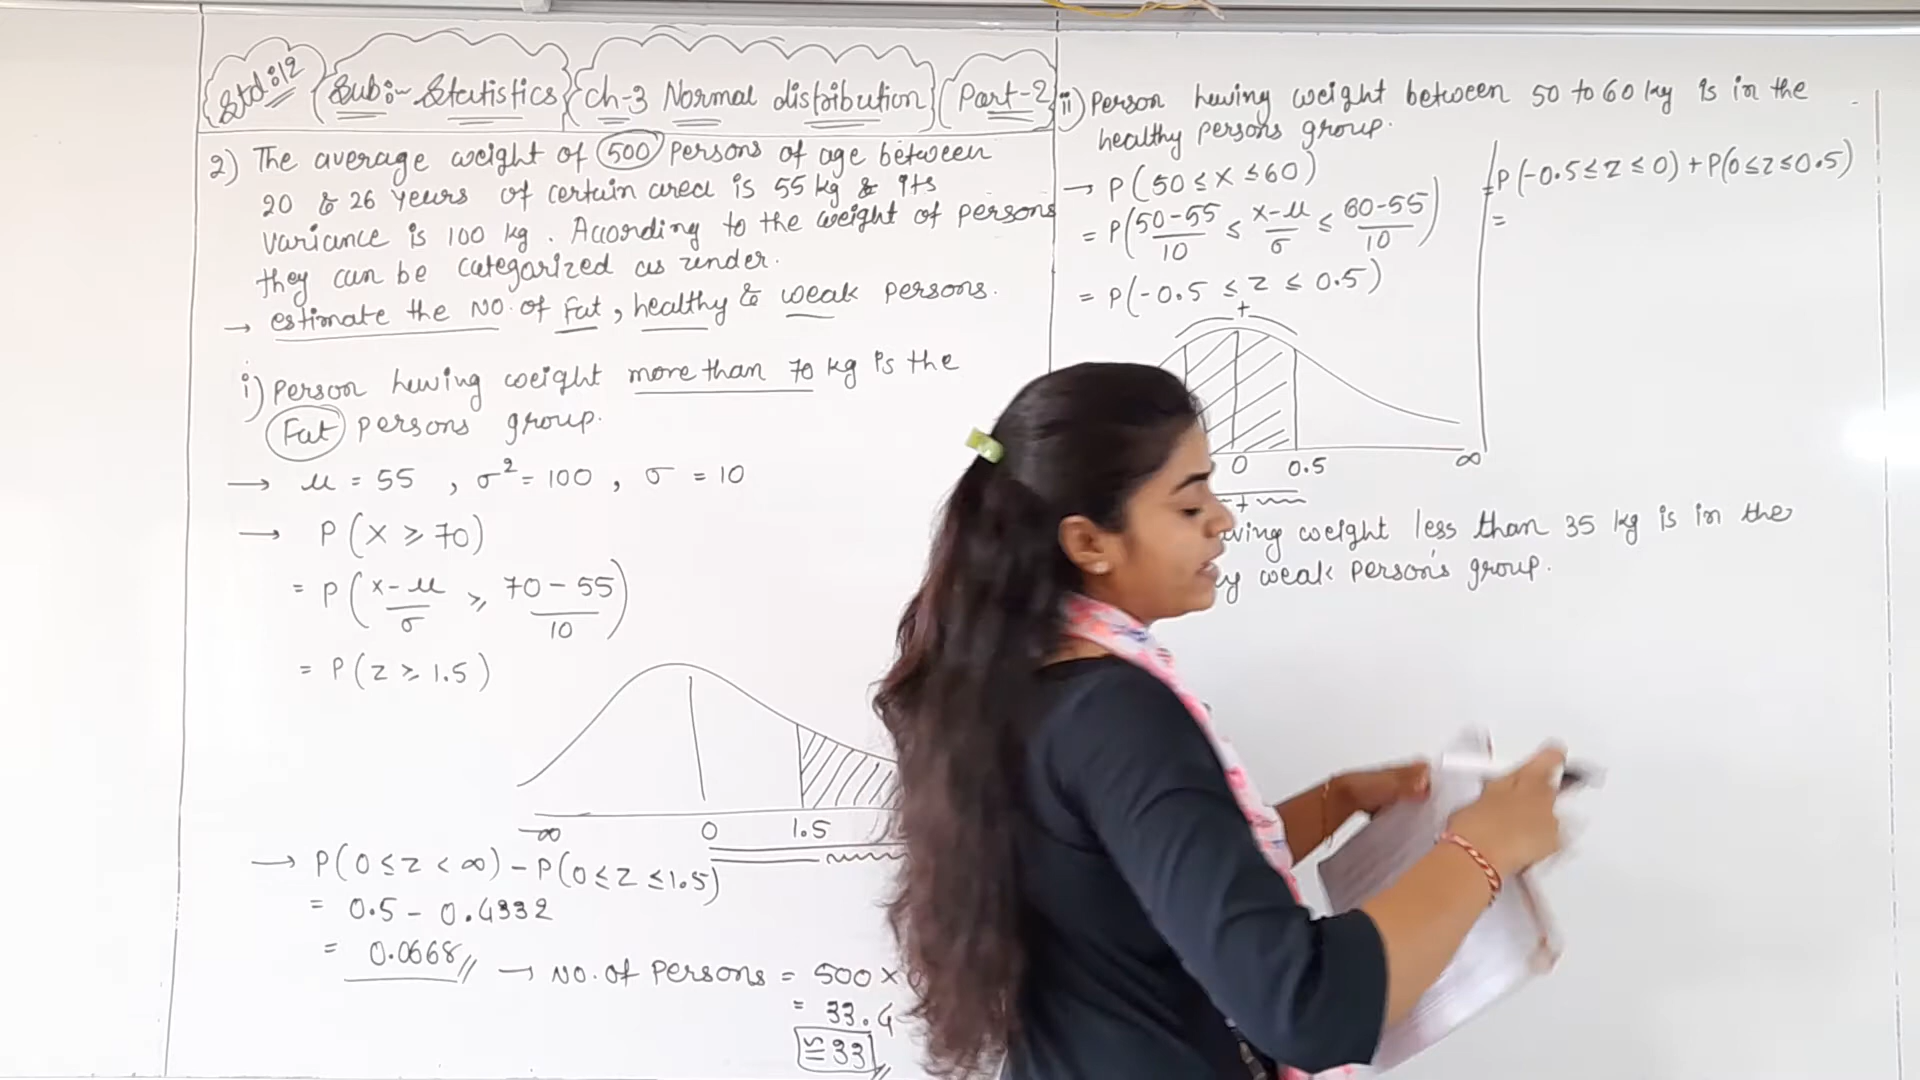 Std:12 Sub:- Statistics Ch-3 Normal distribution Part-2
2) The average weight of 500 persons of age between
20 & 26 years of certain area is 55 kg & its
variance is 100 kg. According to the weight of persons
they can be categorized as under.
→ estimate the NO. of Fat, healthy & weak persons.
i) Person having weight more than 70 kg is the
Fat persons group.
→ μ = 55 , σ² = 100 , σ = 10
→ P(x ≥ 70)
= P(x-μ/σ ≥ 70-55/10)
= P(z ≥ 1.5)
-∞ 0 1.5
→ P(0 ≤ z < ∞) - P(0 ≤ z ≤ 1.5)
= 0.5 - 0.4332
= 0.0668 → NO. of Persons = 500 ×
= 33.4
≅ 33
ii) Person having weight between 50 to 60 kg is in the
healthy persons group.
→ P(50 ≤ x ≤ 60)
= P(50-55/10 ≤ x-μ/σ ≤ 60-55/10)
= P(-0.5 ≤ z ≤ 0.5)
+
0 0.5 ∞
+
= P(-0.5 ≤ z ≤ 0) + P(0 ≤ z ≤ 0.5)
=
weight less than 35 kg is in the
weak person's group.